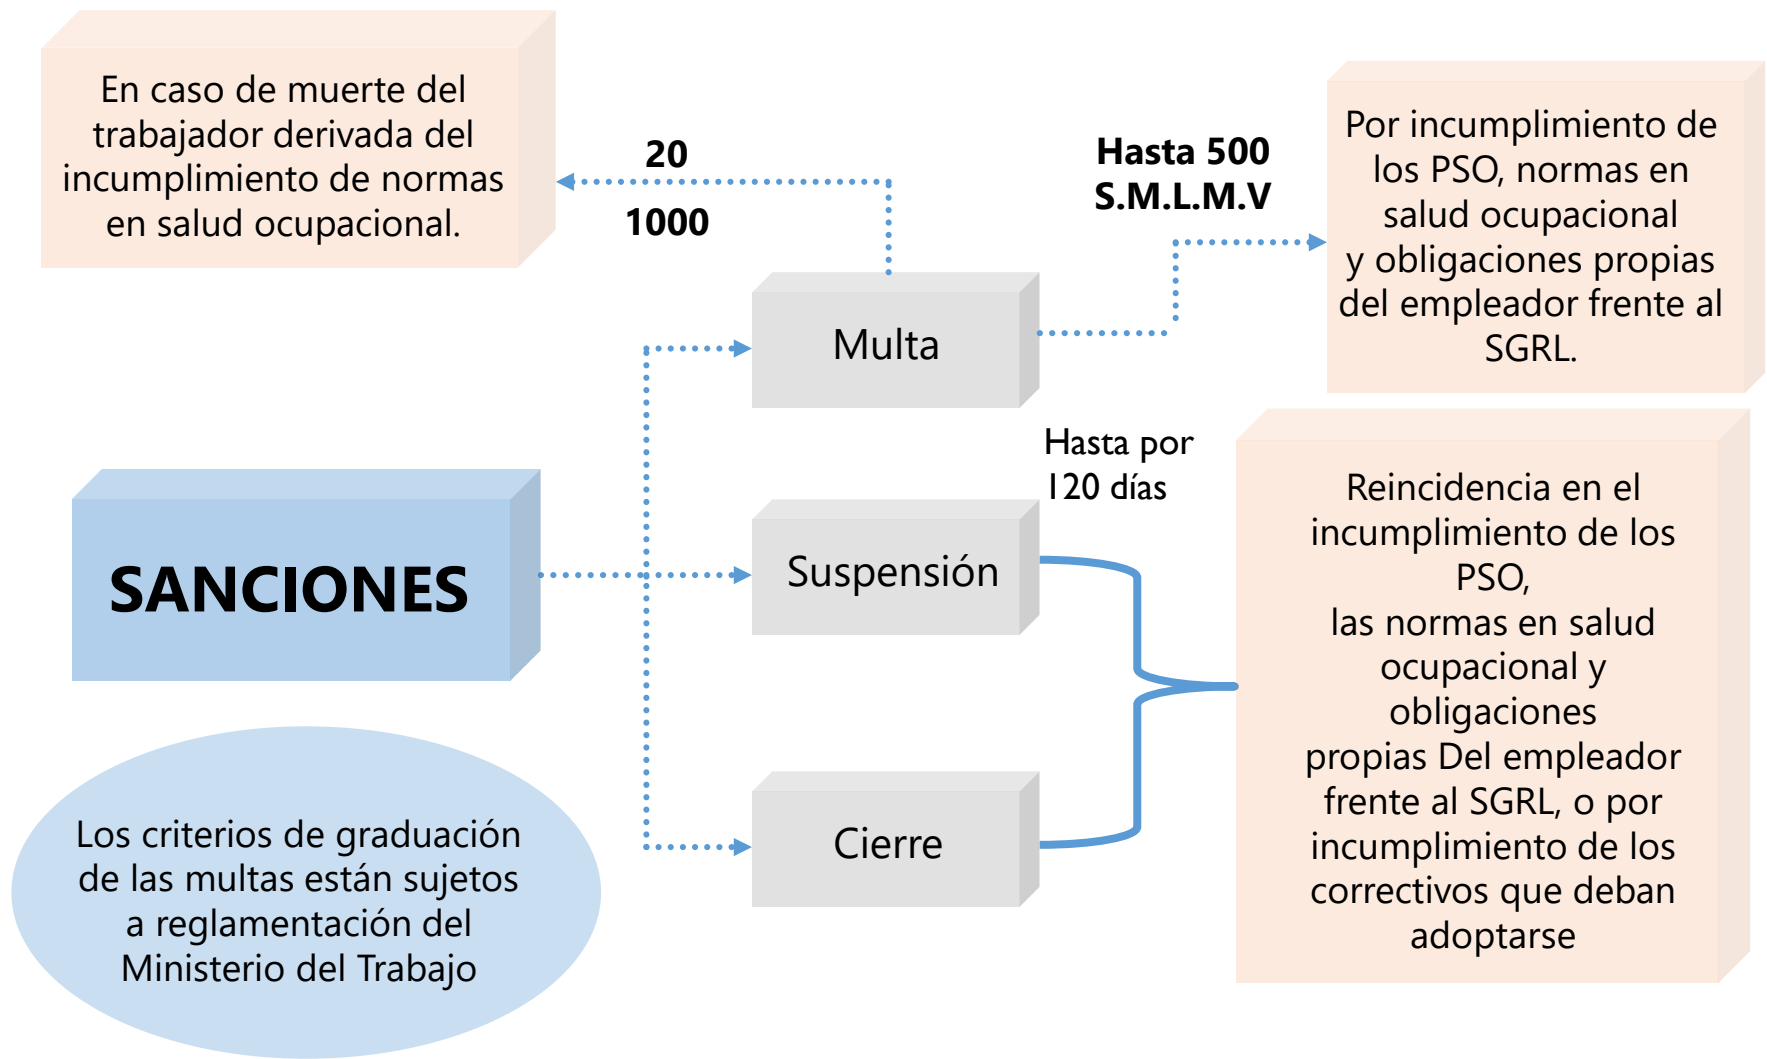 En caso de muerte del
trabajador derivada del
incumplimiento de normas
en salud ocupacional.
20
1000
Hasta 500
S.M.L.M.V
Por incumplimiento de
los PSO, normas en
salud ocupacional
y obligaciones propias
del empleador frente al
SGRL.
Multa
SANCIONES
Suspensión
Hasta por
120 días
Cierre
Reincidencia en el
incumplimiento de los
PSO,
las normas en salud
ocupacional y
obligaciones
propias Del empleador
frente al SGRL, o por
incumplimiento de los
correctivos que deban
adoptarse
Los criterios de graduación
de las multas están sujetos
a reglamentación del
Ministerio del Trabajo